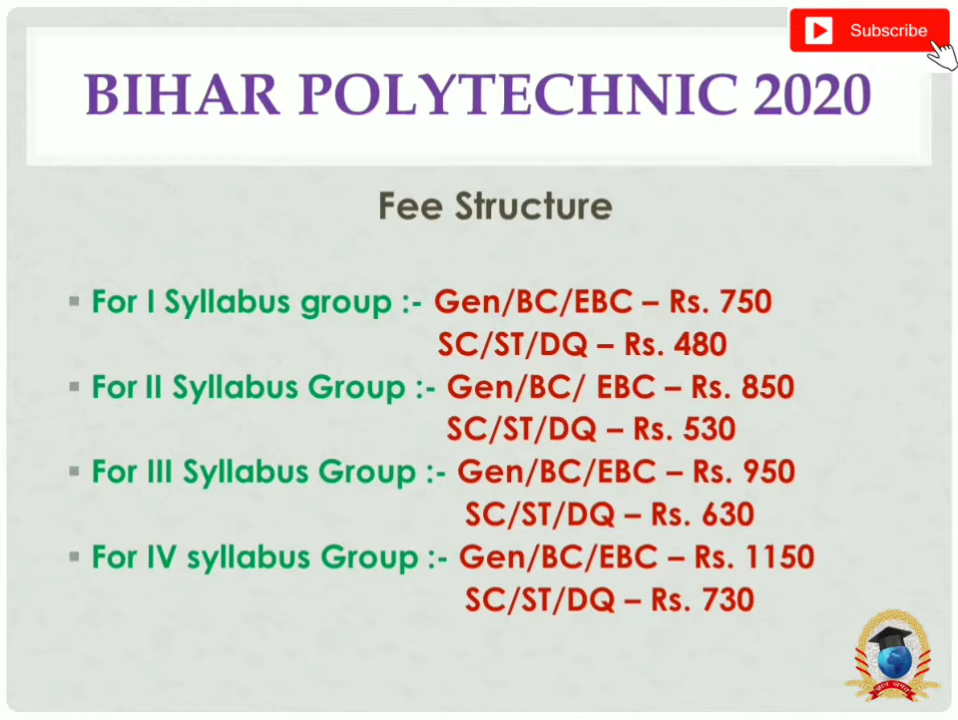 Subscribe
BIHAR POLYTECHNIC 2020
Fee Structure
▪ For I Syllabus group :- Gen/BC/EBC – Rs. 750
SC/ST/DQ – Rs. 480
▪ For II Syllabus Group :- Gen/BC/ EBC – Rs. 850
SC/ST/DQ – Rs. 530
▪ For III Syllabus Group :- Gen/BC/EBC – Rs. 950
SC/ST/DQ – Rs. 630
▪ For IV syllabus Group :- Gen/BC/EBC – Rs. 1150
SC/ST/DQ – Rs. 730